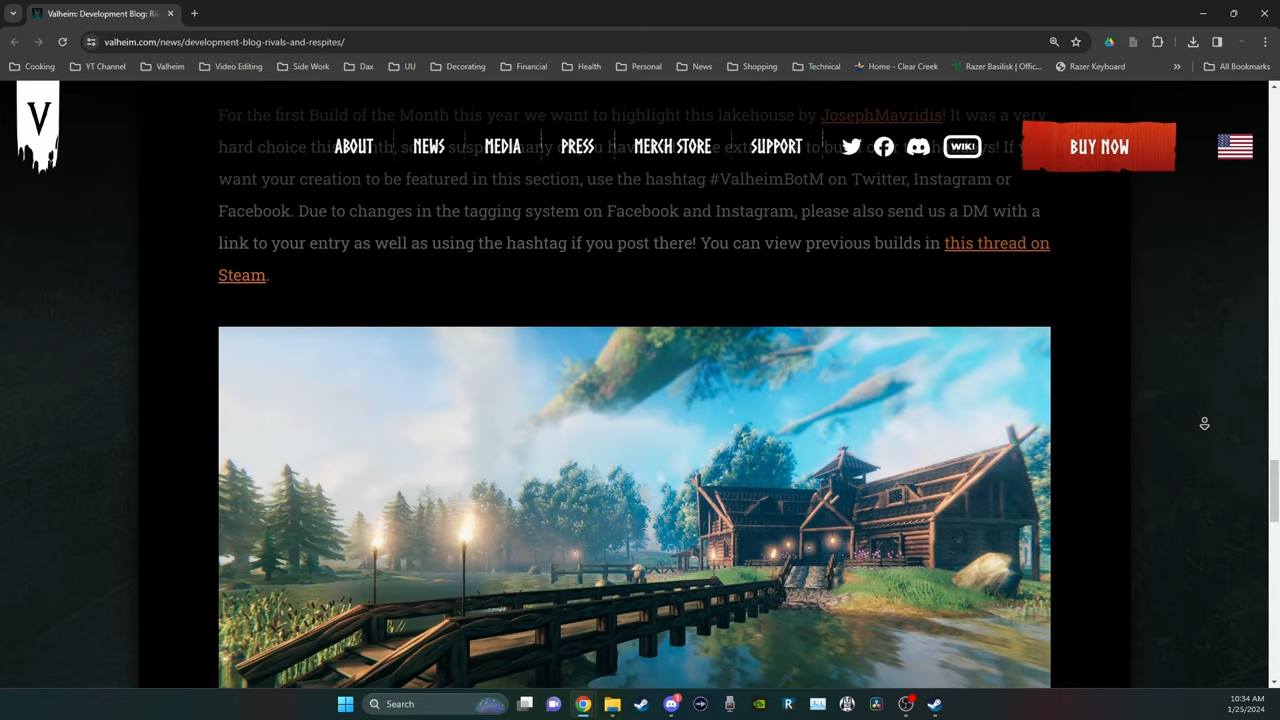 Valheim: Development Blog: Ri
valheim.com/news/development-blog-rivals-and-respites/
Cooking YT Channel Valheim Video Editing Side Work Dax UU Decorating Financial Health Personal News Shopping Technical Home - Clear Creek Razer Basilisk | Offic... Razer Keyboard » All Bookmarks
For the first Build of the Month this year we want to highlight this lakehouse by JosephMavridis! It was a very
V ABOUT NEWS MEDIA PRESS MERCH STORE SUPPORT WIKI BUY NOW
hard choice this
want your creation to be featured in this section, use the hashtag #ValheimBotM on Twitter, Instagram or
Facebook. Due to changes in the tagging system on Facebook and Instagram, please also send us a DM with a
link to your entry as well as using the hashtag if you post there! You can view previous builds in this thread on
Steam.
Search
1
R
10:34 AM
1/25/2024